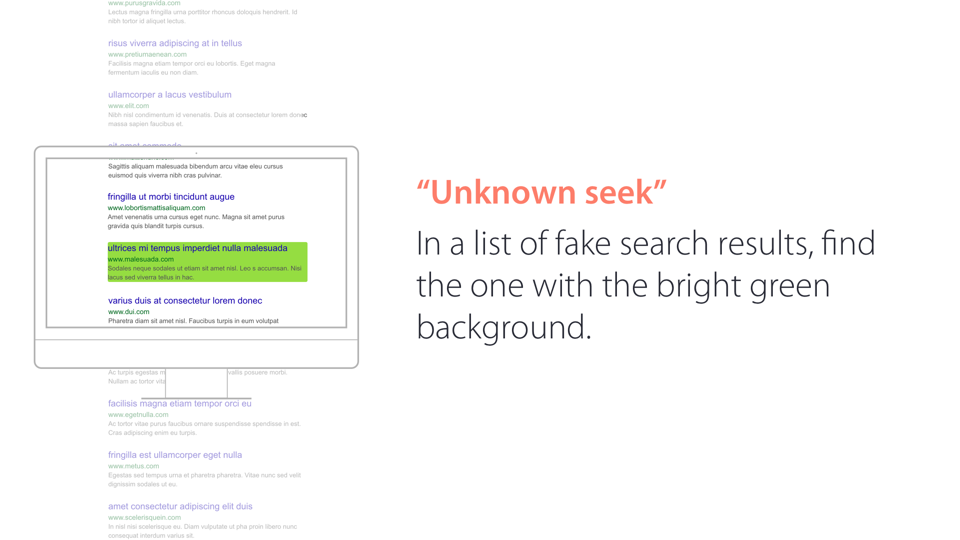 www.purusgravida.com
Lectus magna fringilla urna porttitor rhoncus doloquis hendrerit. Id
nibh tortor id aliquet lectus.
risus viverra adipiscing at in tellus
www.pretiumaenean.com
Facilisis magna etiam tempor orci eu lobortis. Eget magna
fermentum iaculis eu non diam.
ullamcorper a lacus vestibulum
www.elit.com
Nibh nisl condimentum id venenatis. Duis at consectetur lorem donec
massa sapien faucibus et.
sit amet commodo
Sagittis aliquam malesuada bibendum arcu vitae eleu cursus
euismod quis viverra nibh cras pulvinar.
fringilla ut morbi tincidunt augue
www.lobortismattisaliquam.com
Amet venenatis urna cursus eget nunc. Magna sit amet purus
gravida quis blandit turpis cursus.
ultrices mi tempus imperdiet nulla malesuada
www.malesuada.com
Sodales neque sodales ut etiam sit amet nisl. Leo s accumsan. Nisi
lacus sed viverra tellus in hac.
varius duis at consectetur lorem donec
www.dui.com
Pharetra diam sit amet nisl. Faucibus turpis in eum volutpat
Ac turpis egestas m vallis posuere morbi
Nullam ac tortor vita
facilisis magna etiam tempor orci eu
www.egetnulla.com
Ac tortor vitae purus faucibus ornare suspendisse spendisse in est.
Cras adipiscing enim eu turpis.
fringilla est ullamcorper eget nulla
www.metus.com
Egestas sed tempus urna et pharetra pharetra. Vitae nunc sed velit
dignissim sodales ut eu.
amet consectetur adipiscing elit duis
www.scelerisquein.com
In nisi nisi scelerisque eu. Diam vulputate ut pha proin libero nunc
consequat interdum varius sit.
“Unknown seek”
In a list of fake search results, find
the one with the bright green
background.